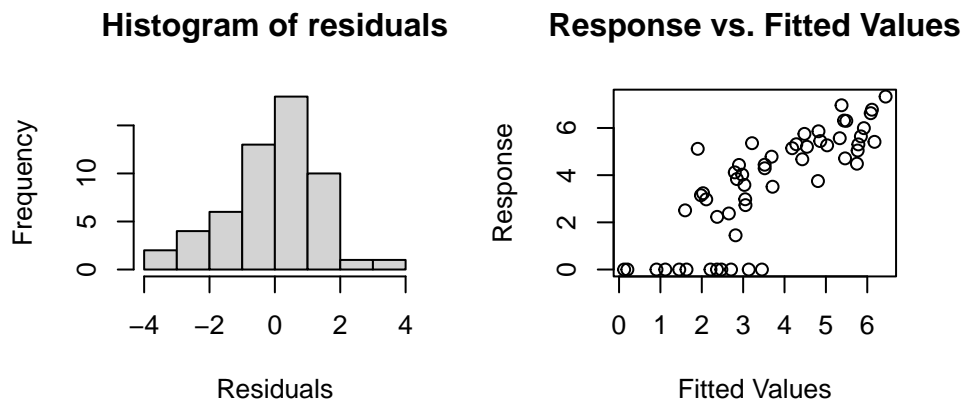 Histogram of residuals
Frequency
0 5 10
−4 −2 0 2 4
Residuals
Response vs. Fitted Values
Response
0 2 4 6
0 1 2 3 4 5 6
Fitted Values